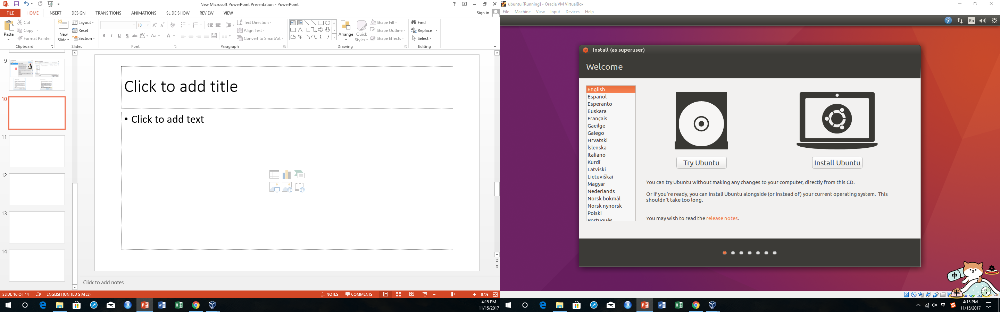 New Microsoft PowerPoint Presentation - PowerPoint
FILE HOME INSERT DESIGN TRANSITIONS ANIMATIONS SLIDE SHOW REVIEW VIEW
Sign in
Paste
Cut
Copy
Format Painter
Clipboard
New
Slide
Layout
Reset
Section
Slides
18
B I U S abc AV Aa A
Font
Text Direction
Align Text
Convert to SmartArt
Paragraph
Arrange
Quick
Styles
Shape Fill
Shape Outline
Shape Effects
Drawing
Find
Replace
Select
Editing
9
10
11
12
13
14
Click to add title
• Click to add text
Click to add notes
SLIDE 10 OF 14 ENGLISH (UNITED STATES)
NOTES COMMENTS 87%
4:15 PM
11/15/2017
ubuntu [Running] - Oracle VM VirtualBox
File Machine View Input Devices Help
En
Install (as superuser)
Welcome
English
Español
Esperanto
Euskara
Français
Gaeilge
Galego
Hrvatski
Íslenska
Italiano
Kurdî
Latviski
Lietuviškai
Magyar
Nederlands
Norsk bokmål
Norsk nynorsk
Polski
Português
Try Ubuntu
Install Ubuntu
You can try Ubuntu without making any changes to your computer, directly from this CD.
Or if you're ready, you can install Ubuntu alongside (or instead of) your current operating system. This
shouldn't take too long.
You may wish to read the release notes.
中
半
Ctrl
中
4:15 PM
11/15/2017